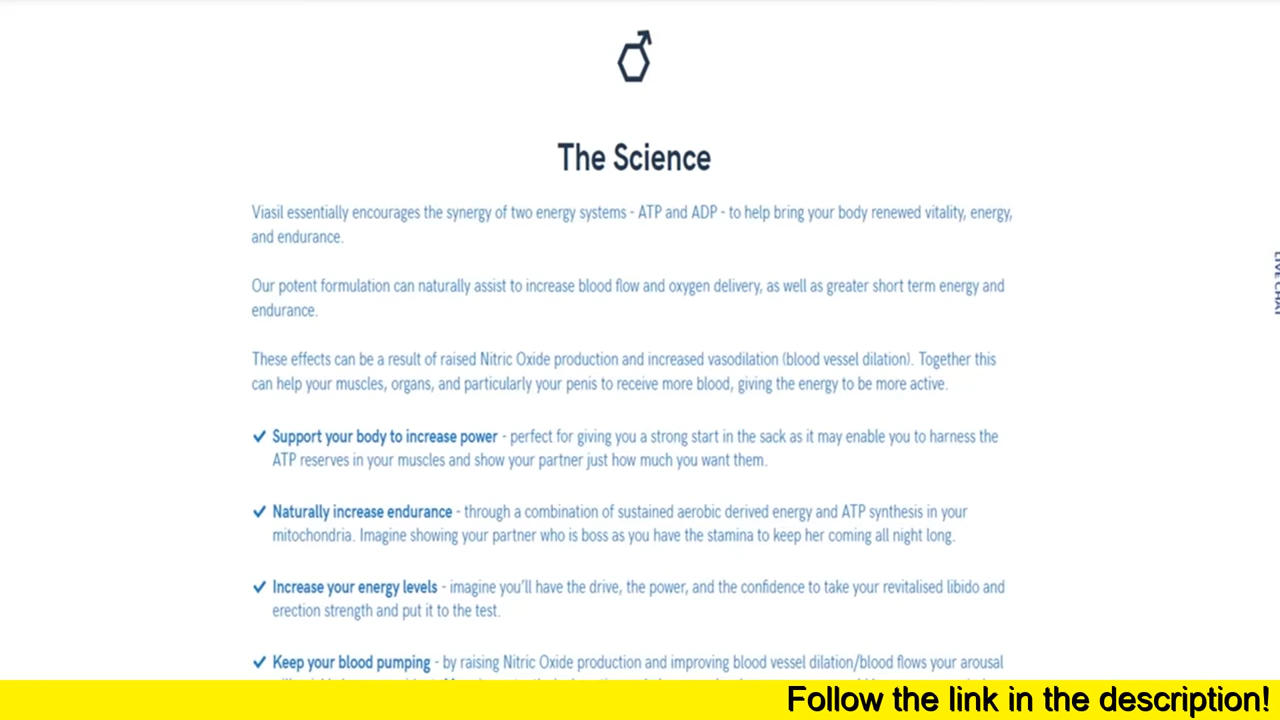 The Science
Viasil essentially encourages the synergy of two energy systems - ATP and ADP - to help bring your body renewed vitality, energy,
and endurance.
Our potent formulation can naturally assist to increase blood flow and oxygen delivery, as well as greater short term energy and
endurance.
These effects can be a result of raised Nitric Oxide production and increased vasodilation (blood vessel dilation). Together this
can help your muscles, organs, and particularly your penis to receive more blood, giving the energy to be more active.
✓ Support your body to increase power - perfect for giving you a strong start in the sack as it may enable you to harness the
ATP reserves in your muscles and show your partner just how much you want them.
✓ Naturally increase endurance - through a combination of sustained aerobic derived energy and ATP synthesis in your
mitochondria. Imagine showing your partner who is boss as you have the stamina to keep her coming all night long.
✓ Increase your energy levels - imagine you'll have the drive, the power, and the confidence to take your revitalised libido and
erection strength and put it to the test.
✓ Keep your blood pumping - by raising Nitric Oxide production and improving blood vessel dilation/blood flows your arousal
LIVE CHAT
Follow the link in the description!